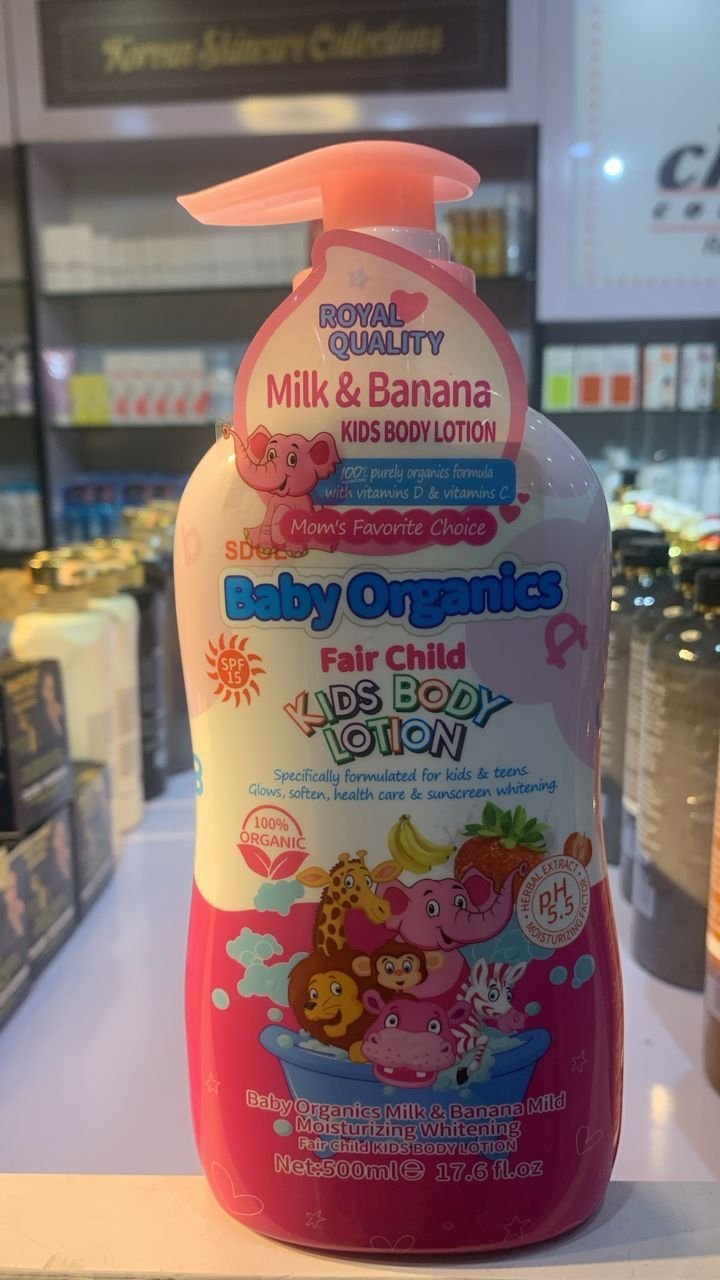 Korean Skincare Collections
ROYAL
QUALITY
Milk & Banana
KIDS BODY LOTION
100% purely organics formula
with vitamins D & vitamins C.
Mom's Favorite Choice
Baby Organics
SPF
15
Fair Child
KIDS BODY
LOTION
Specifically formulated for kids & teens.
Glows, soften, health care & sunscreen whitening.
100%
ORGANIC
HERBAL EXTRACT
pH
5.5
MOISTURIZING FACTOR
Baby Organics Milk & Banana Mild
Moisturizing Whitening
Fair Child KIDS BODY LOTION
Net:500ml℮ 17.6 fl.oz